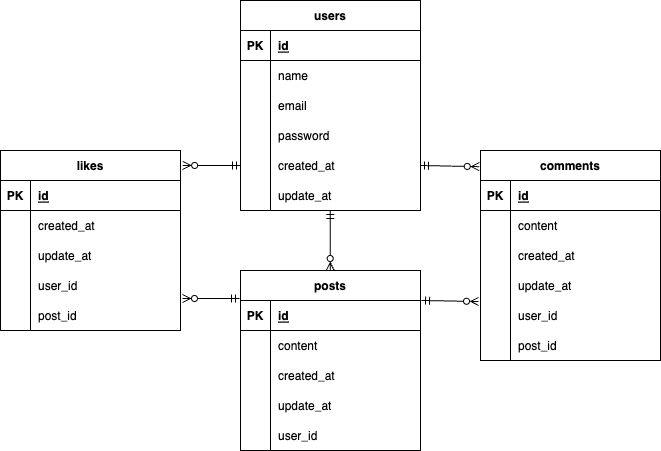 users
PK id
name
email
password
created_at
update_at
likes
PK id
created_at
update_at
user_id
post_id
comments
PK id
content
created_at
update_at
user_id
post_id
posts
PK id
content
created_at
update_at
user_id